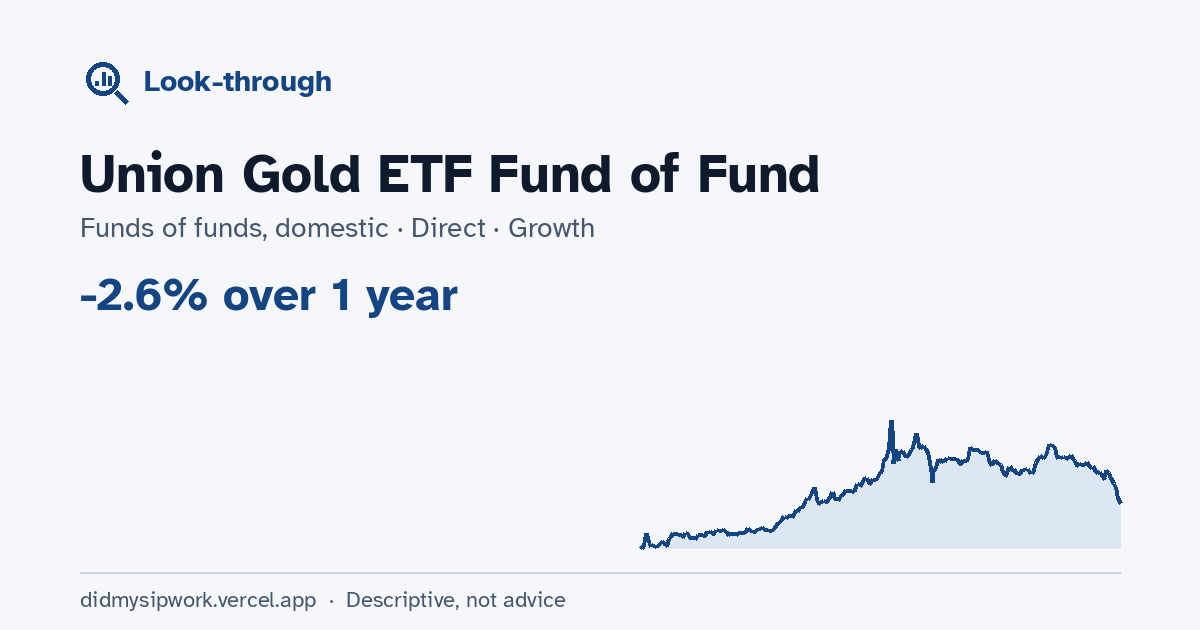 Look-through
Union Gold ETF Fund of Fund
Funds of funds, domestic · Direct · Growth
-2.6% over 1 year
didmysipwork.vercel.app · Descriptive, not advice